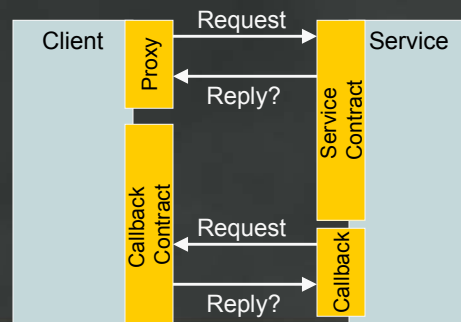 Request
Client
Service
Proxy
Reply?
Service
Contract
Callback
Contract
Request
Callback
Reply?